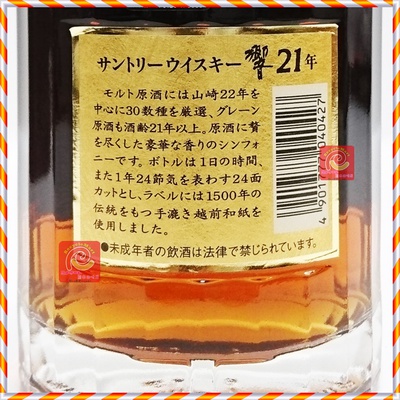 サントリーウイスキー 響 21年
モルト原酒には山崎22年を
中心に30数種を厳選、グレーン
原酒も酒齢21年以上。原酒に贅
を尽くした豪華な香りのシンフォ
ニーです。ボトルは1日の時間、
また1年24節気を表わす24面
カットとし、ラベルには1500年の
伝統をもつ手漉き越前和紙を
使用しました。
●未成年者の飲酒は法律で禁じられています。
4 901777 040427